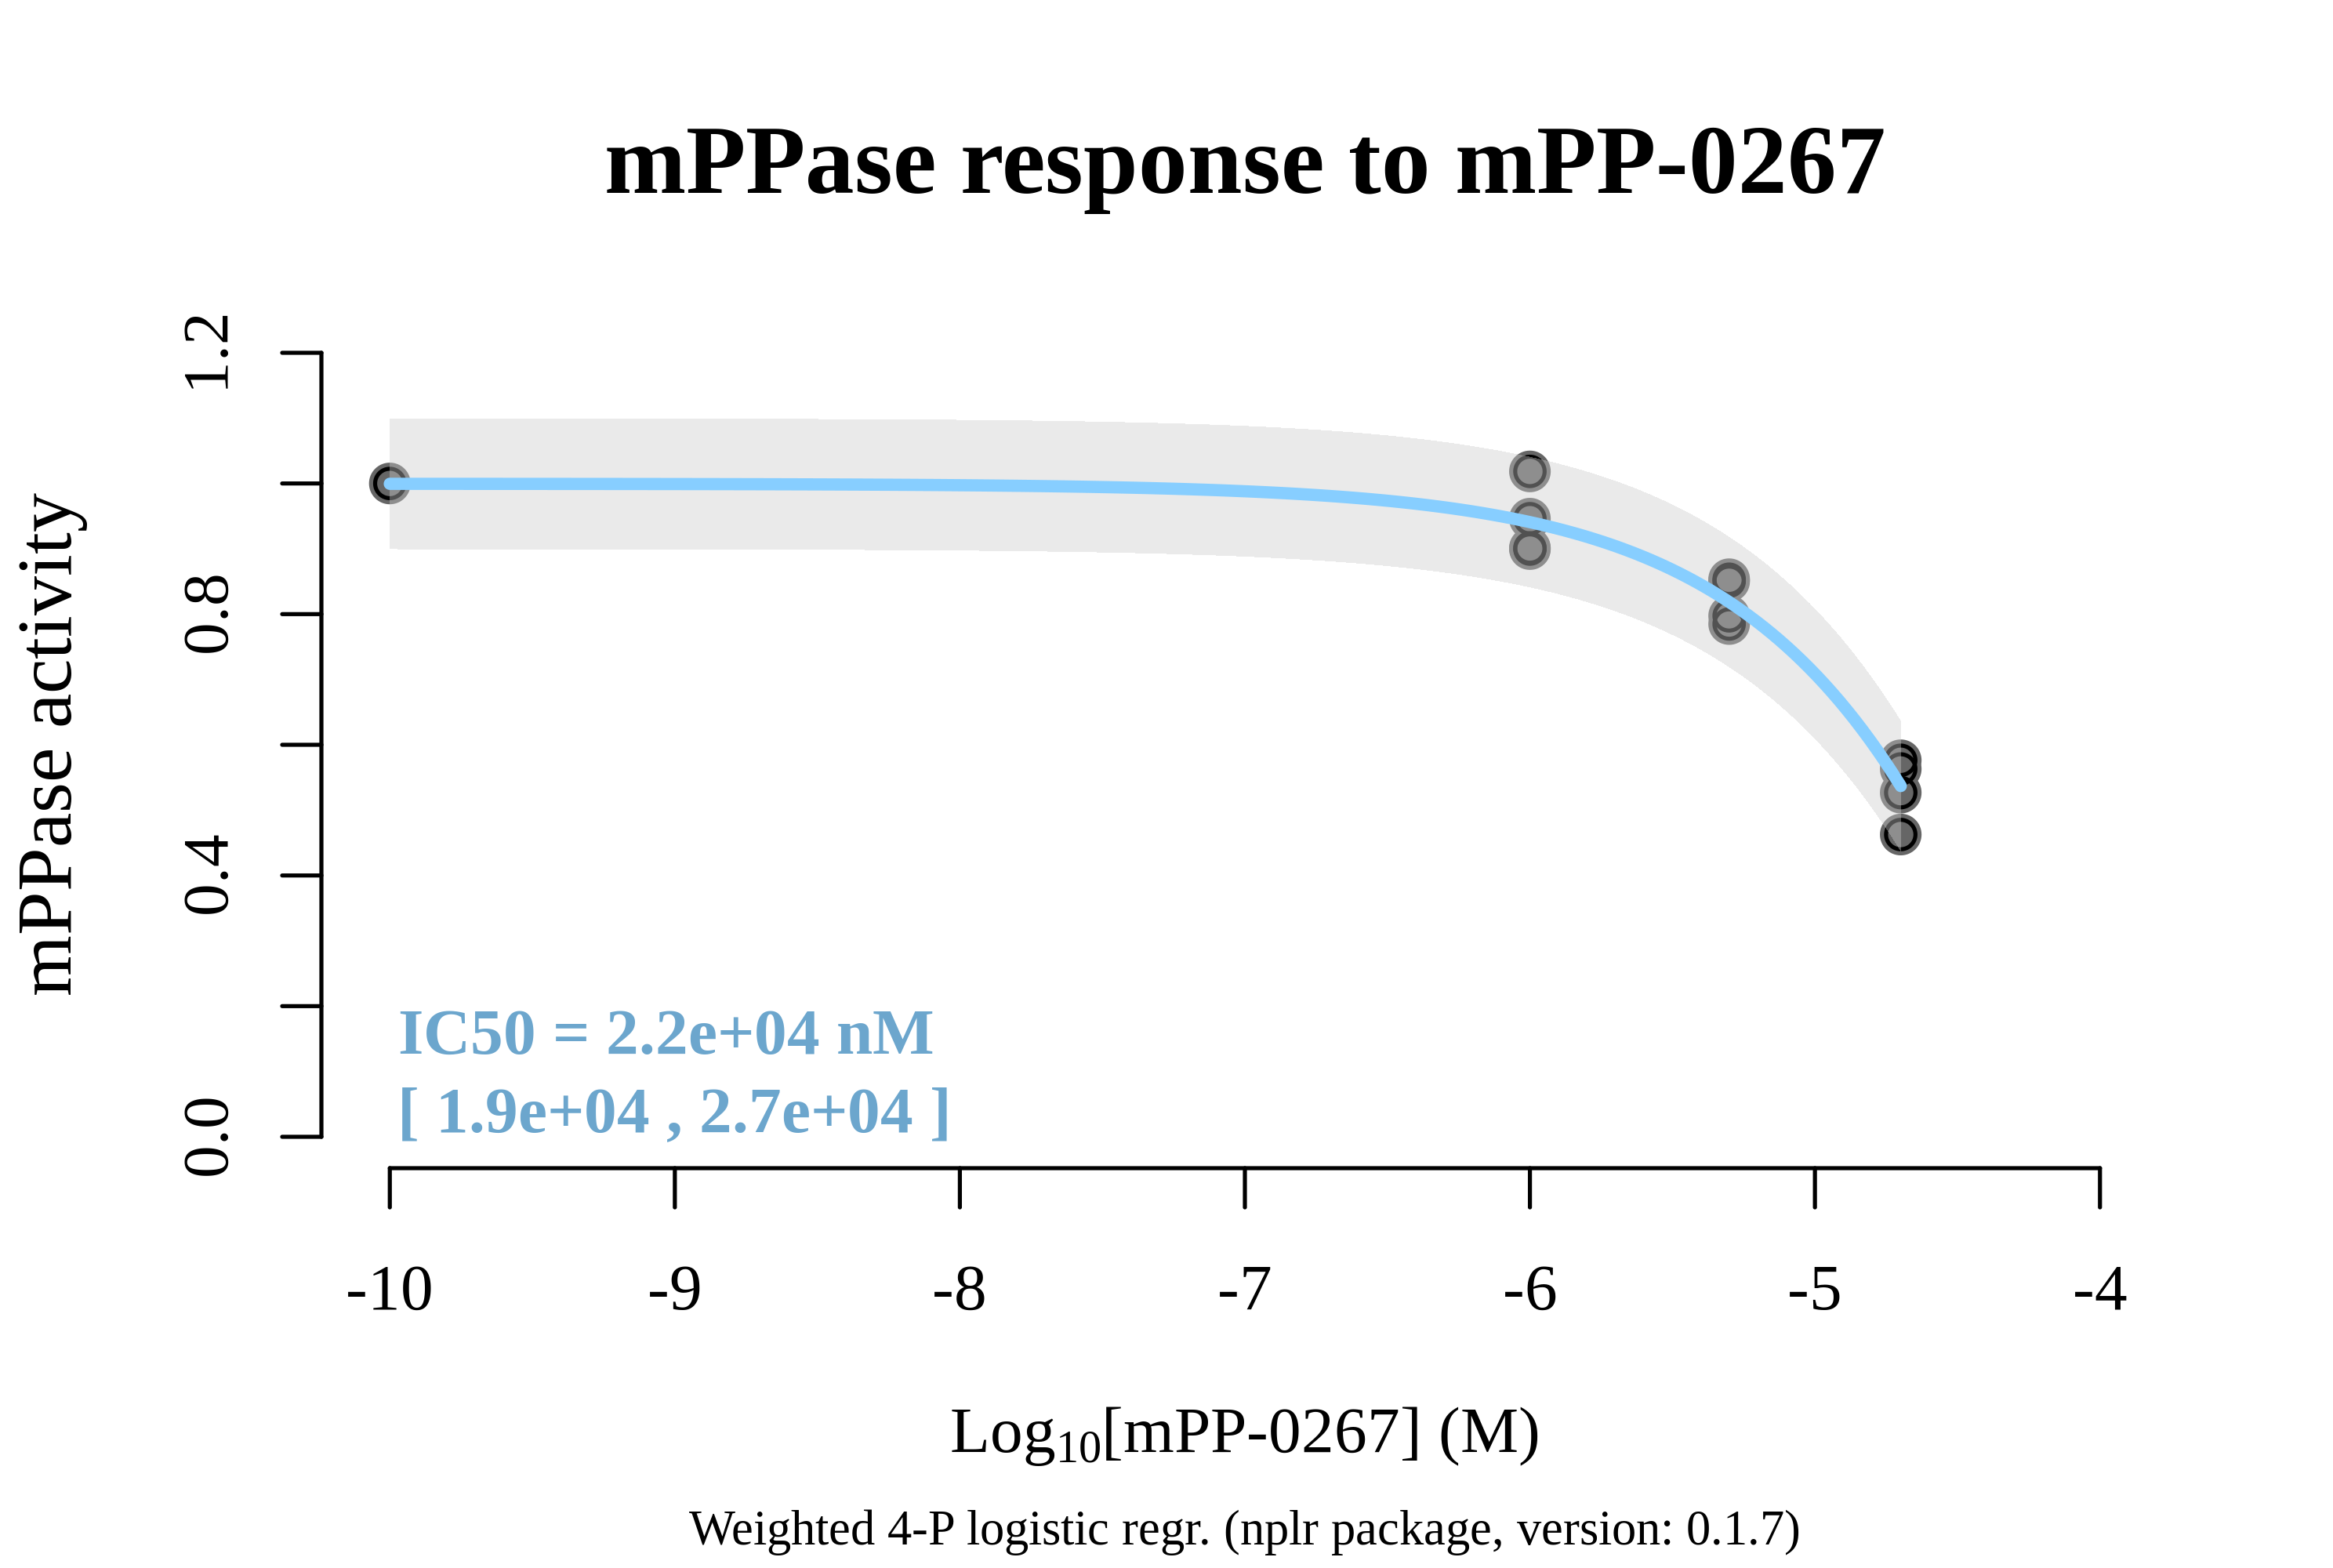 mPPase response to mPP-0267
mPPase activity
1.2
0.8
0.4
0.0
IC50 = 2.2e+04 nM
[ 1.9e+04 , 2.7e+04 ]
-10 -9 -8 -7 -6 -5 -4
Log10[mPP-0267] (M)
Weighted 4-P logistic regr. (nplr package, version: 0.1.7)